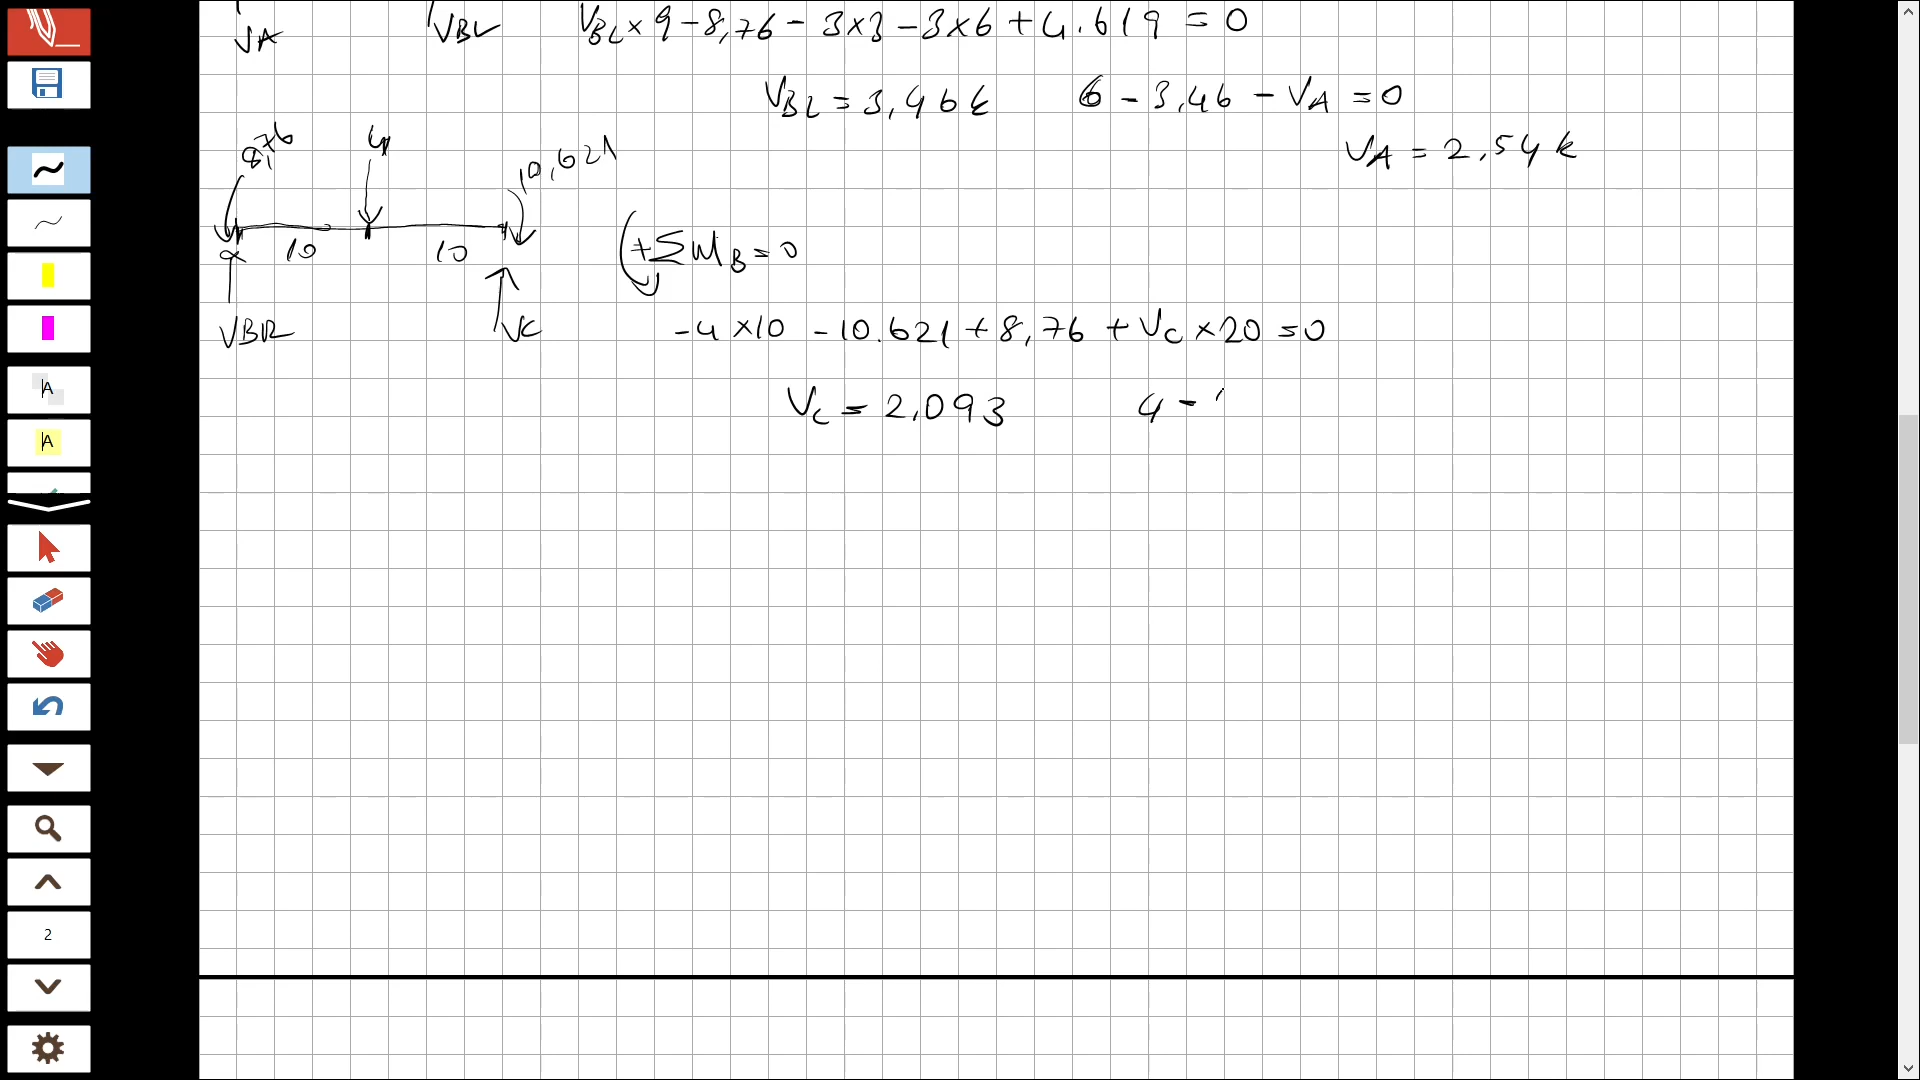 VA VBL VBL×9-8,76-3×3-3×6+4.619=0
VBL=3,46k 6-3,46-VA=0
VA=2,54k
8,76 4 10,621
10 10 +ΣMB=0
VBR VC -4×10-10.621+8,76+VC×20=0
VC=2,093 4-
A
A
2